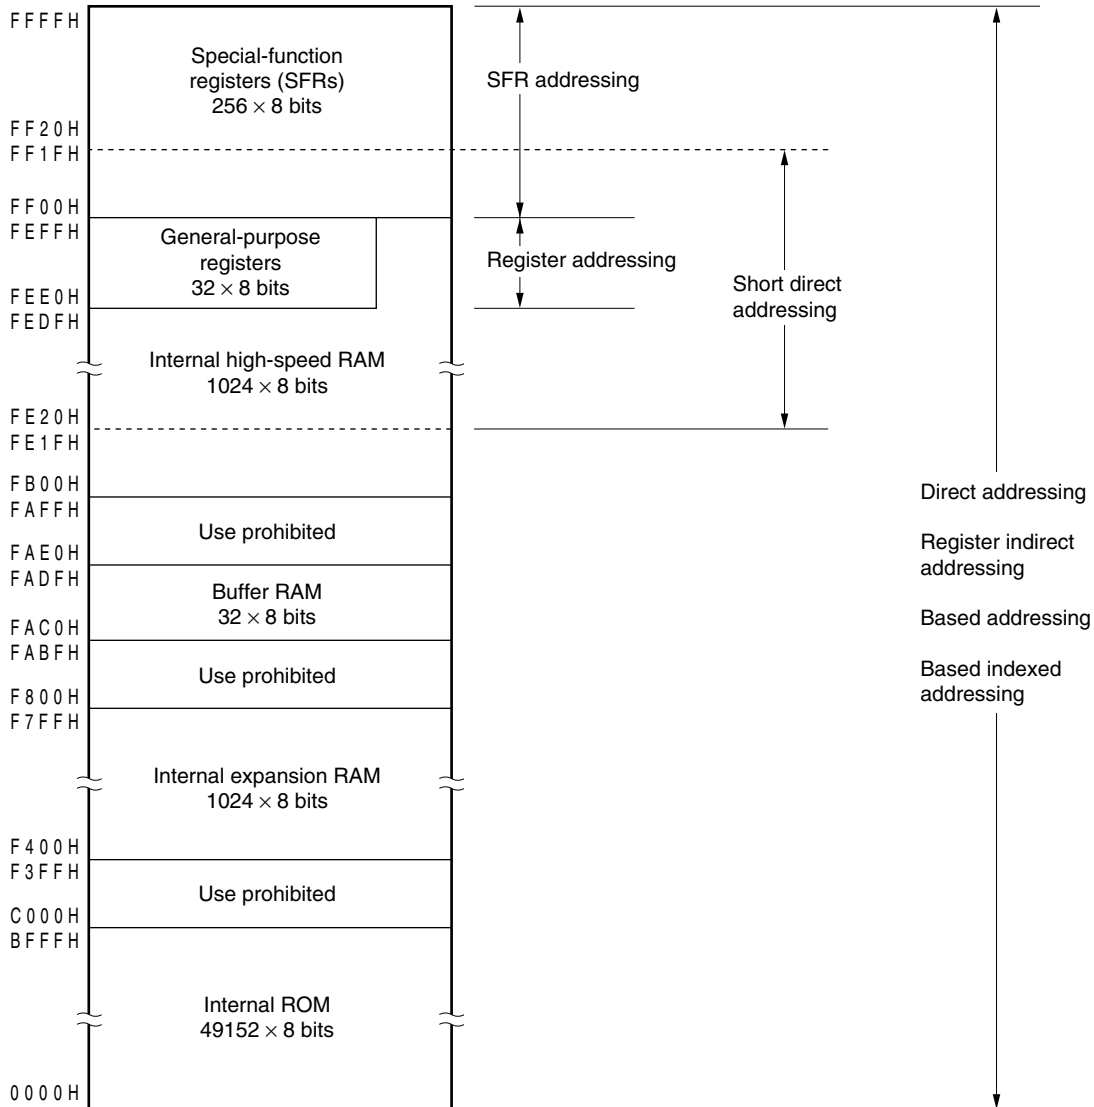 FFFFH
Special-function
registers (SFRs)
256 × 8 bits
SFR addressing
FF20H
FF1FH
FF00H
FEFFH
General-purpose
registers
32 × 8 bits
Register addressing
Short direct
addressing
FEE0H
FEDFH
Internal high-speed RAM
1024 × 8 bits
FE20H
FE1FH
FB00H
FAFFH
Use prohibited
Direct addressing
Register indirect
addressing
Based addressing
Based indexed
addressing
FAE0H
FADFH
Buffer RAM
32 × 8 bits
FAC0H
FABFH
Use prohibited
F800H
F7FFH
Internal expansion RAM
1024 × 8 bits
F400H
F3FFH
Use prohibited
C000H
BFFFH
Internal ROM
49152 × 8 bits
0000H